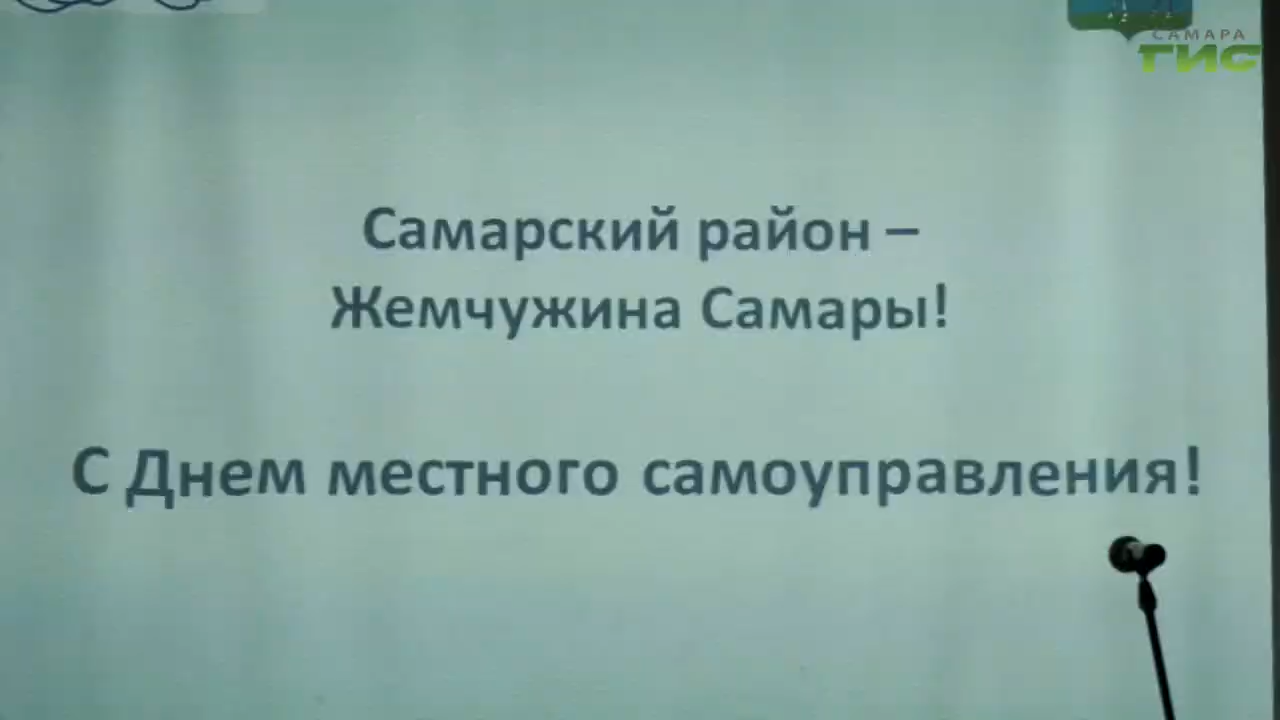 САМАРА
ГИС
Самарский район –
Жемчужина Самары!
С Днем местного самоуправления!